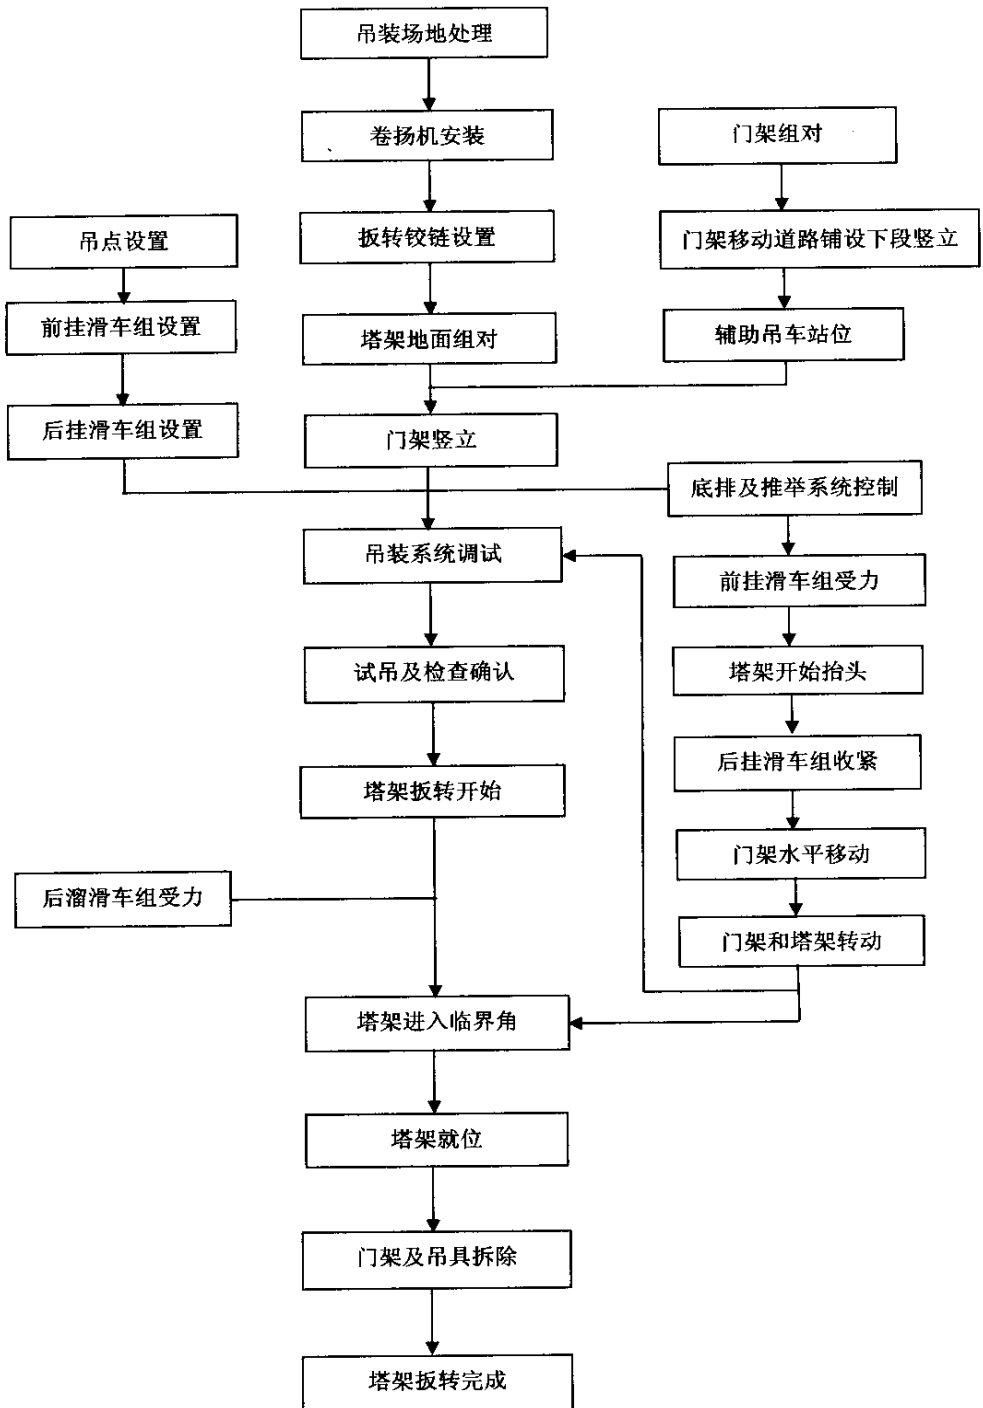 吊装场地处理
卷扬机安装
门架组对
吊点设置
扳转铰链设置
门架移动道路铺设下段竖立
前挂滑车组设置
塔架地面组对
辅助吊车站位
后挂滑车组设置
门架竖立
底排及推举系统控制
吊装系统调试
前挂滑车组受力
试吊及检查确认
塔架开始抬头
后挂滑车组收紧
塔架扳转开始
门架水平移动
后溜滑车组受力
门架和塔架转动
塔架进入临界角
塔架就位
门架及吊具拆除
塔架扳转完成